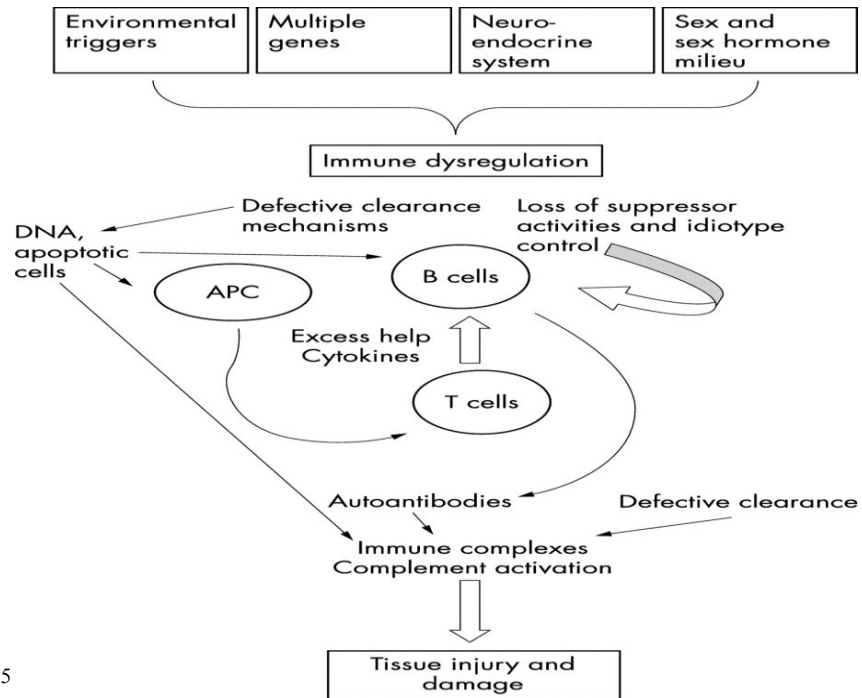 Environmental
triggers
Multiple
genes
Neuro-
endocrine
system
Sex and
sex hormone
milieu
Immune dysregulation
Defective clearance
mechanisms
Loss of suppressor
activities and idiotype
control
DNA,
apoptotic
cells
APC
B cells
Excess help
Cytokines
T cells
Autoantibodies
Defective clearance
Immune complexes
Complement activation
Tissue injury and
damage
5